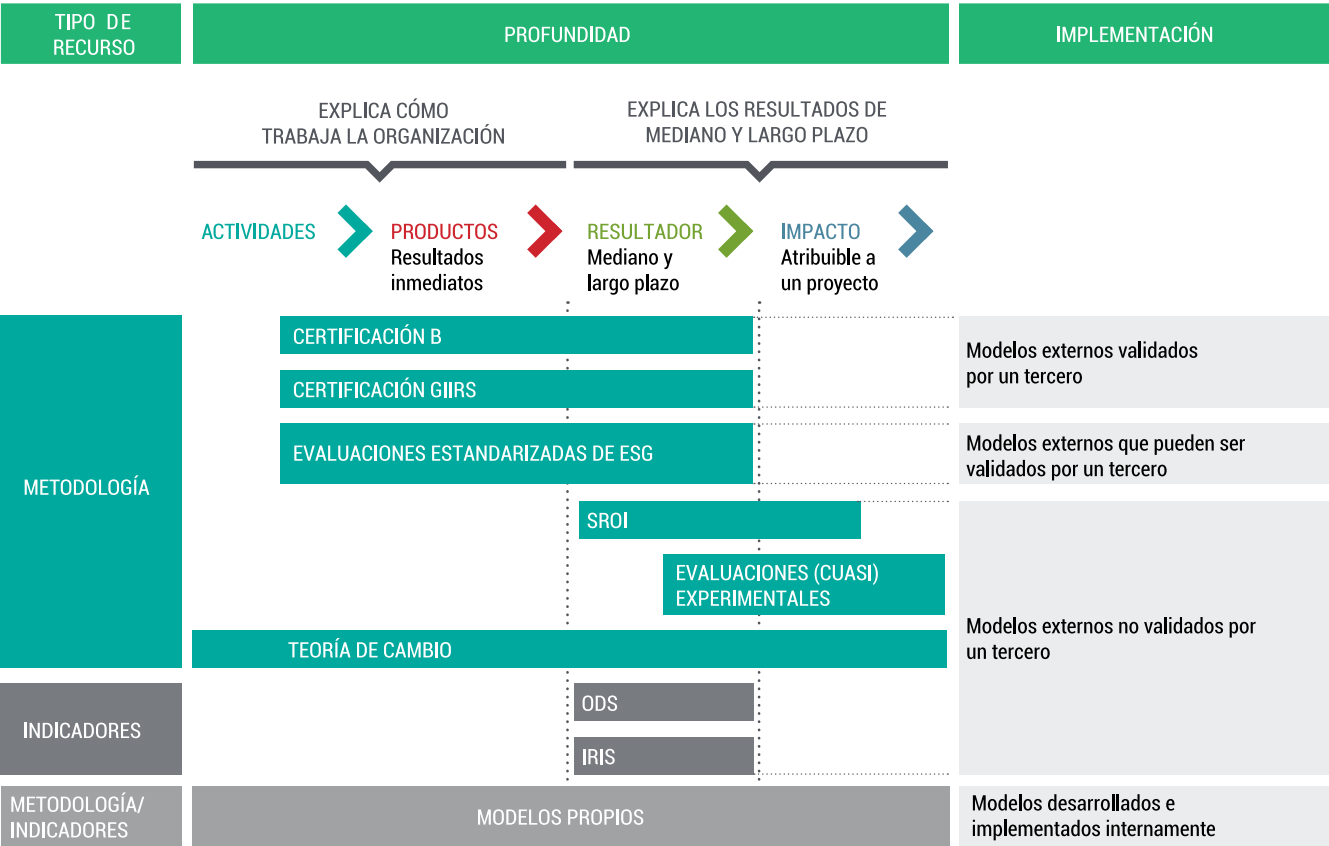 TIPO DE
RECURSO
PROFUNDIDAD
IMPLEMENTACIÓN
EXPLICA CÓMO
TRABAJA LA ORGANIZACIÓN
EXPLICA LOS RESULTADOS DE
MEDIANO Y LARGO PLAZO
ACTIVIDADES
PRODUCTOS
Resultados
inmediatos
RESULTADOR
Mediano y
largo plazo
IMPACTO
Atribuible a
un proyecto
METODOLOGÍA
CERTIFICACIÓN B
CERTIFICACIÓN GIIRS
Modelos externos validados
por un tercero
EVALUACIONES ESTANDARIZADAS DE ESG
Modelos externos que pueden ser
validados por un tercero
SROI
EVALUACIONES (CUASI)
EXPERIMENTALES
TEORÍA DE CAMBIO
Modelos externos no validados por
un tercero
INDICADORES
ODS
IRIS
METODOLOGÍA/
INDICADORES
MODELOS PROPIOS
Modelos desarrollados e
implementados internamente